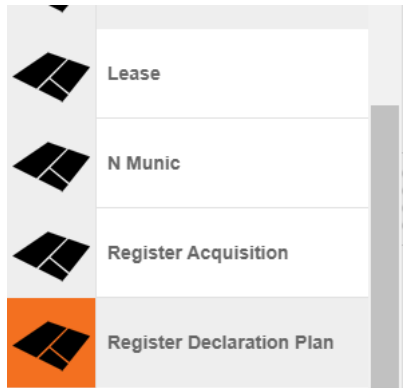 Lease
N Munic
Register Acquisition
Register Declaration Plan